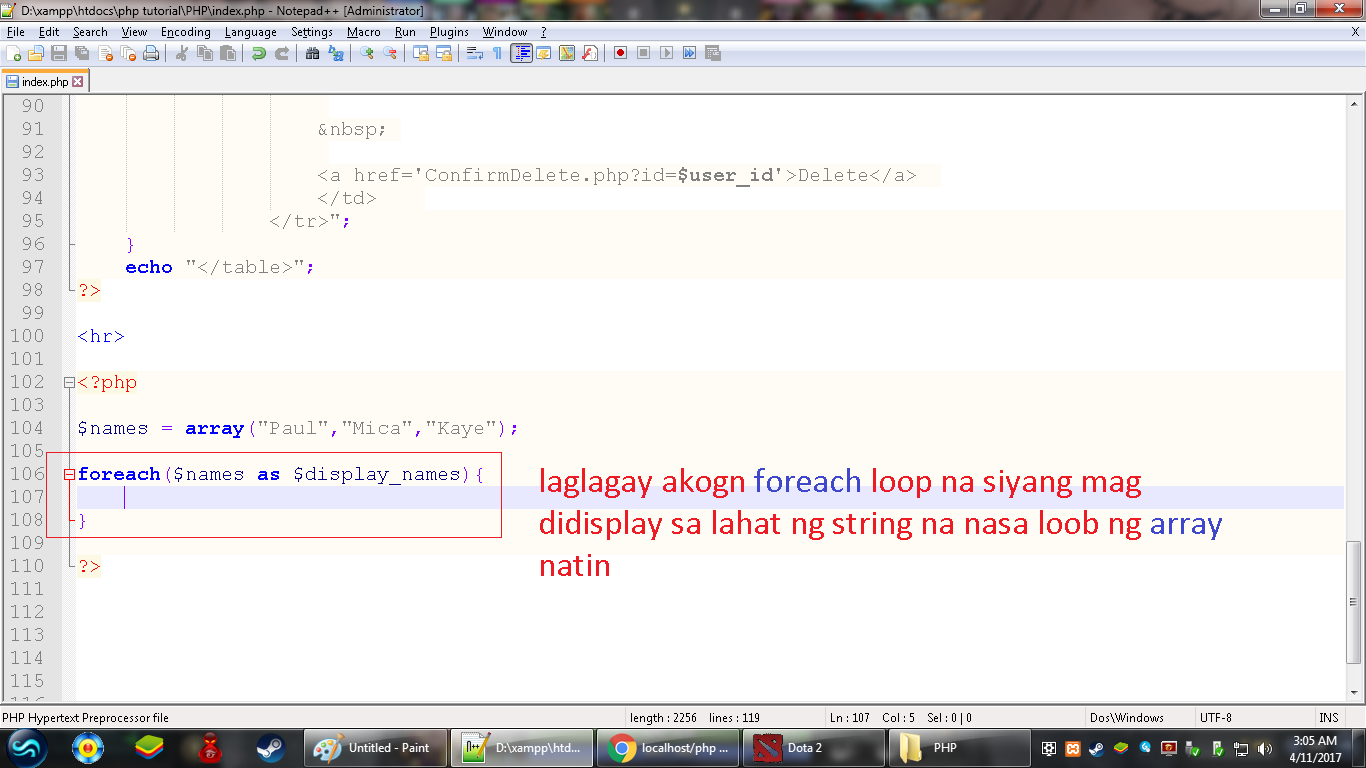 D:\xampp\htdocs\php tutorial\PHP\index.php - Notepad++ [Administrator]
File Edit Search View Encoding Language Settings Macro Run Plugins Window ? X
index.php
90
91 &nbsp;
92
93 <a href='ConfirmDelete.php?id=$user_id'>Delete</a>
94 </td>
95 </tr>";
96 }
97 echo "</table>";
98 ?>
99
100 <hr>
101
102 <?php
103
104 $names = array("Paul","Mica","Kaye");
105
106 foreach($names as $display_names){
107
108 }
109
110 ?>
111
112
113
114
115
116
laglagay akogn foreach loop na siyang mag
didisplay sa lahat ng string na nasa loob ng array
natin
PHP Hypertext Preprocessor file length : 2256 lines : 119 Ln : 107 Col : 5 Sel : 0 | 0 Dos\Windows UTF-8 INS
Untitled - Paint D:\xampp\htd... localhost/php ... Dota 2 PHP 3:05 AM
4/11/2017